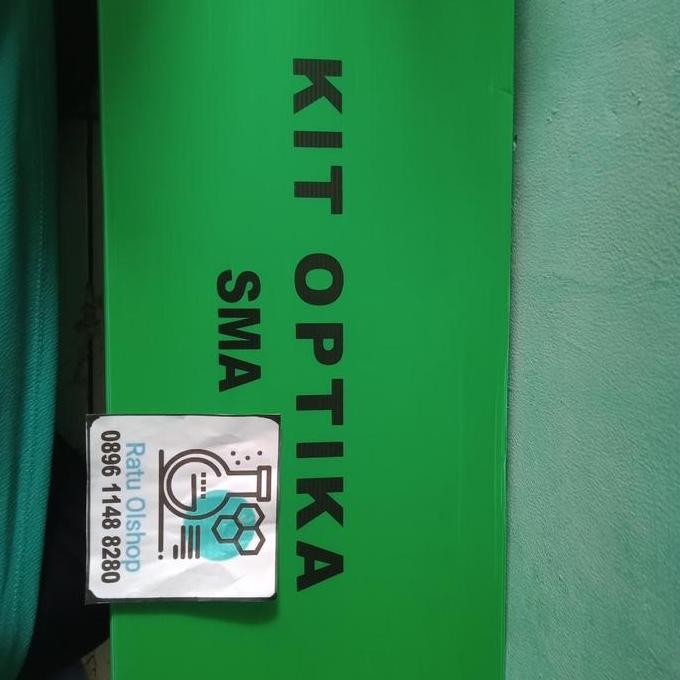 KIT OPTIKA
SMA
Ratu Olshop
0896 1148 8280